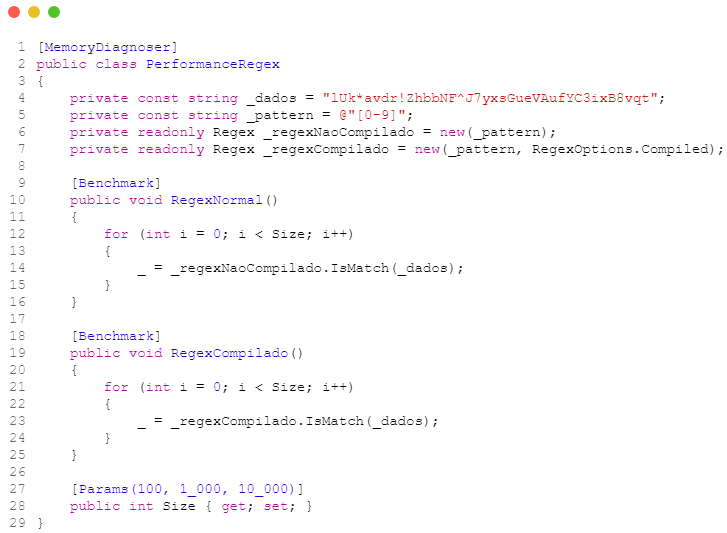 1 [MemoryDiagnoser]
2 public class PerformanceRegex
3 {
4     private const string _dados = "lUk*avdr!ZhbbNF^J7yxsGueVAufYC3ixB8vqt";
5     private const string _pattern = @"[0-9]";
6     private readonly Regex _regexNaoCompilado = new(_pattern);
7     private readonly Regex _regexCompilado = new(_pattern, RegexOptions.Compiled);
8
9     [Benchmark]
10     public void RegexNormal()
11     {
12         for (int i = 0; i < Size; i++)
13         {
14             _ = _regexNaoCompilado.IsMatch(_dados);
15         }
16     }
17
18     [Benchmark]
19     public void RegexCompilado()
20     {
21         for (int i = 0; i < Size; i++)
22         {
23             _ = _regexCompilado.IsMatch(_dados);
24         }
25     }
26
27     [Params(100, 1_000, 10_000)]
28     public int Size { get; set; }
29 }